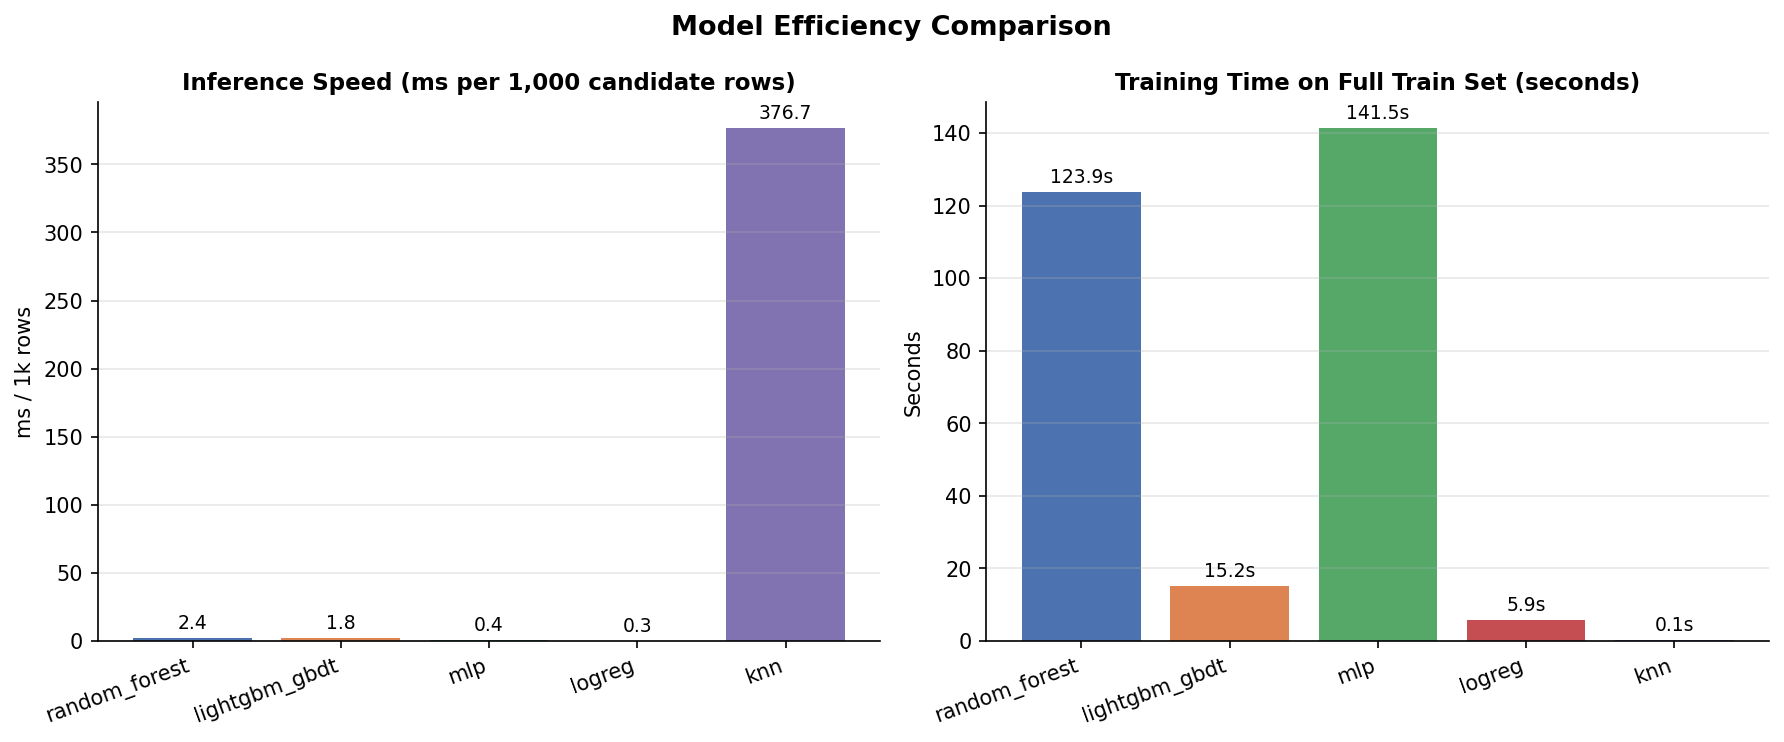 Model Efficiency Comparison
Inference Speed (ms per 1,000 candidate rows)
ms / 1k rows
350
300
250
200
150
100
50
0
2.4
1.8
0.4
0.3
376.7
random_forest
lightgbm_gbdt
mlp
logreg
knn
Training Time on Full Train Set (seconds)
Seconds
140
120
100
80
60
40
20
0
123.9s
15.2s
141.5s
5.9s
0.1s
random_forest
lightgbm_gbdt
mlp
logreg
knn